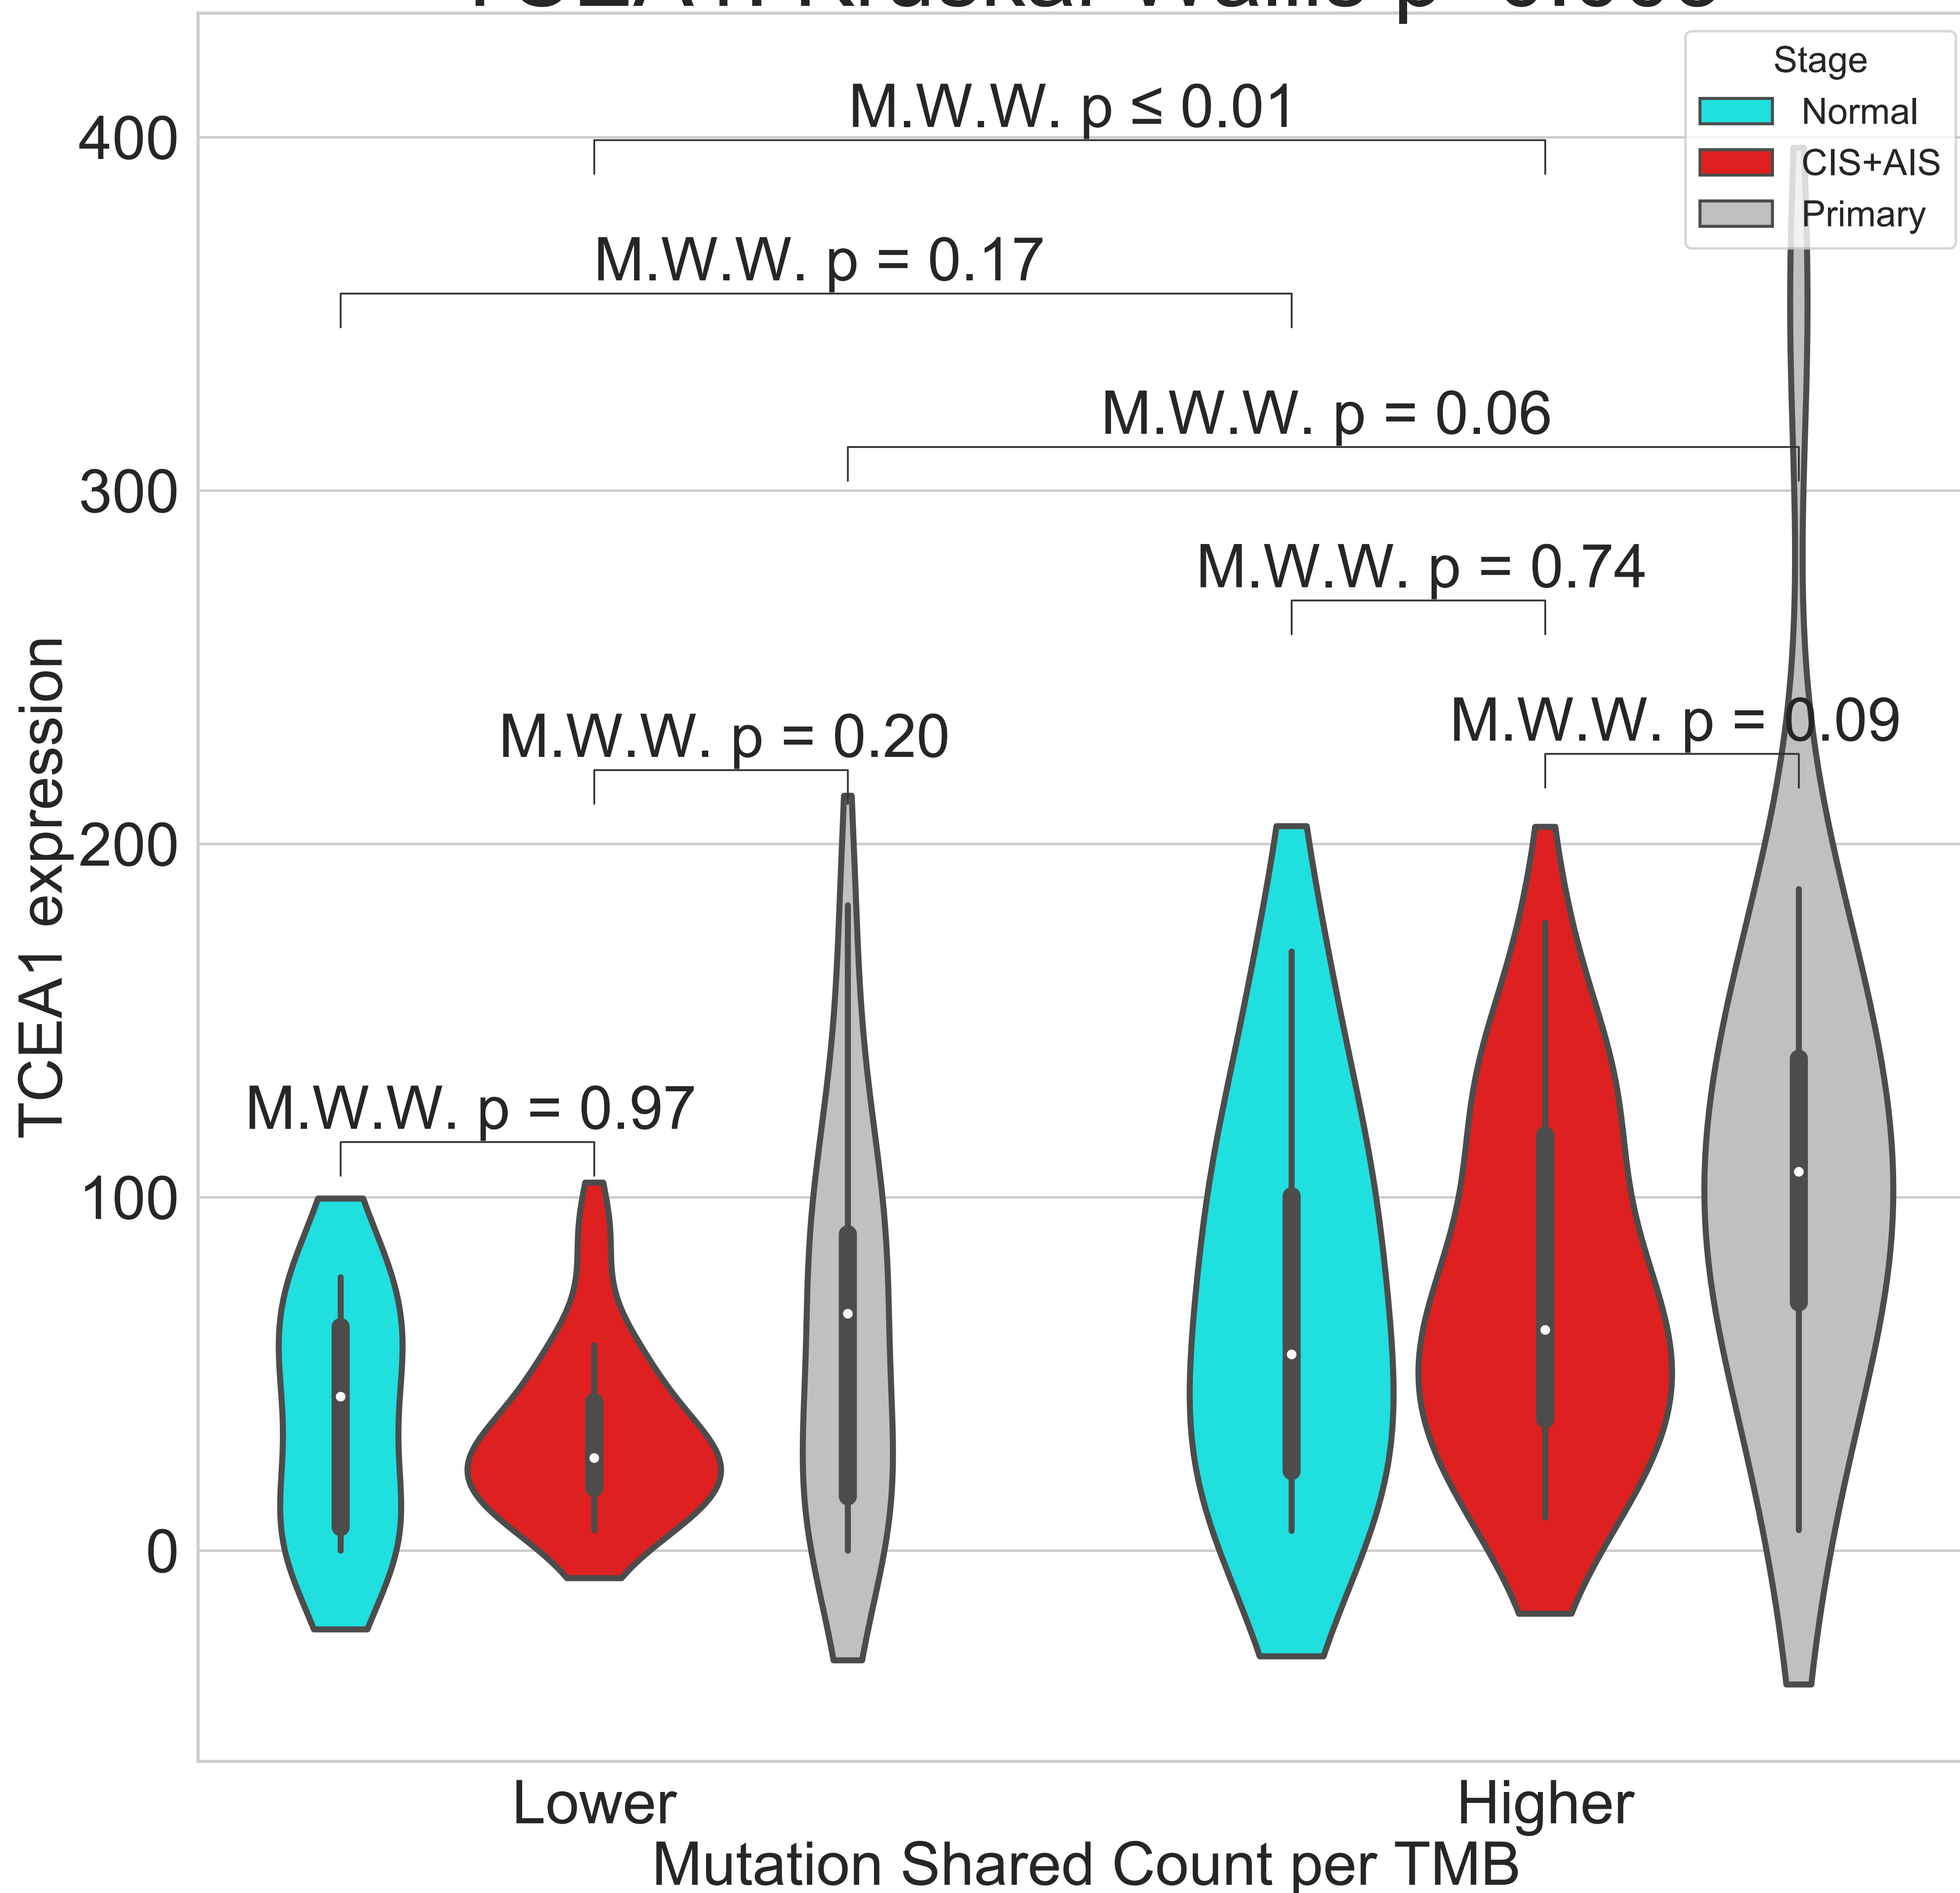 Stage
Normal
CIS+AIS
Primary
M.W.W. p ≤ 0.01
M.W.W. p = 0.17
M.W.W. p = 0.06
M.W.W. p = 0.74
M.W.W. p = 0.09
M.W.W. p = 0.20
M.W.W. p = 0.97
400
300
200
100
0
TCEA1 expression
Lower
Higher
Mutation Shared Count per TMB